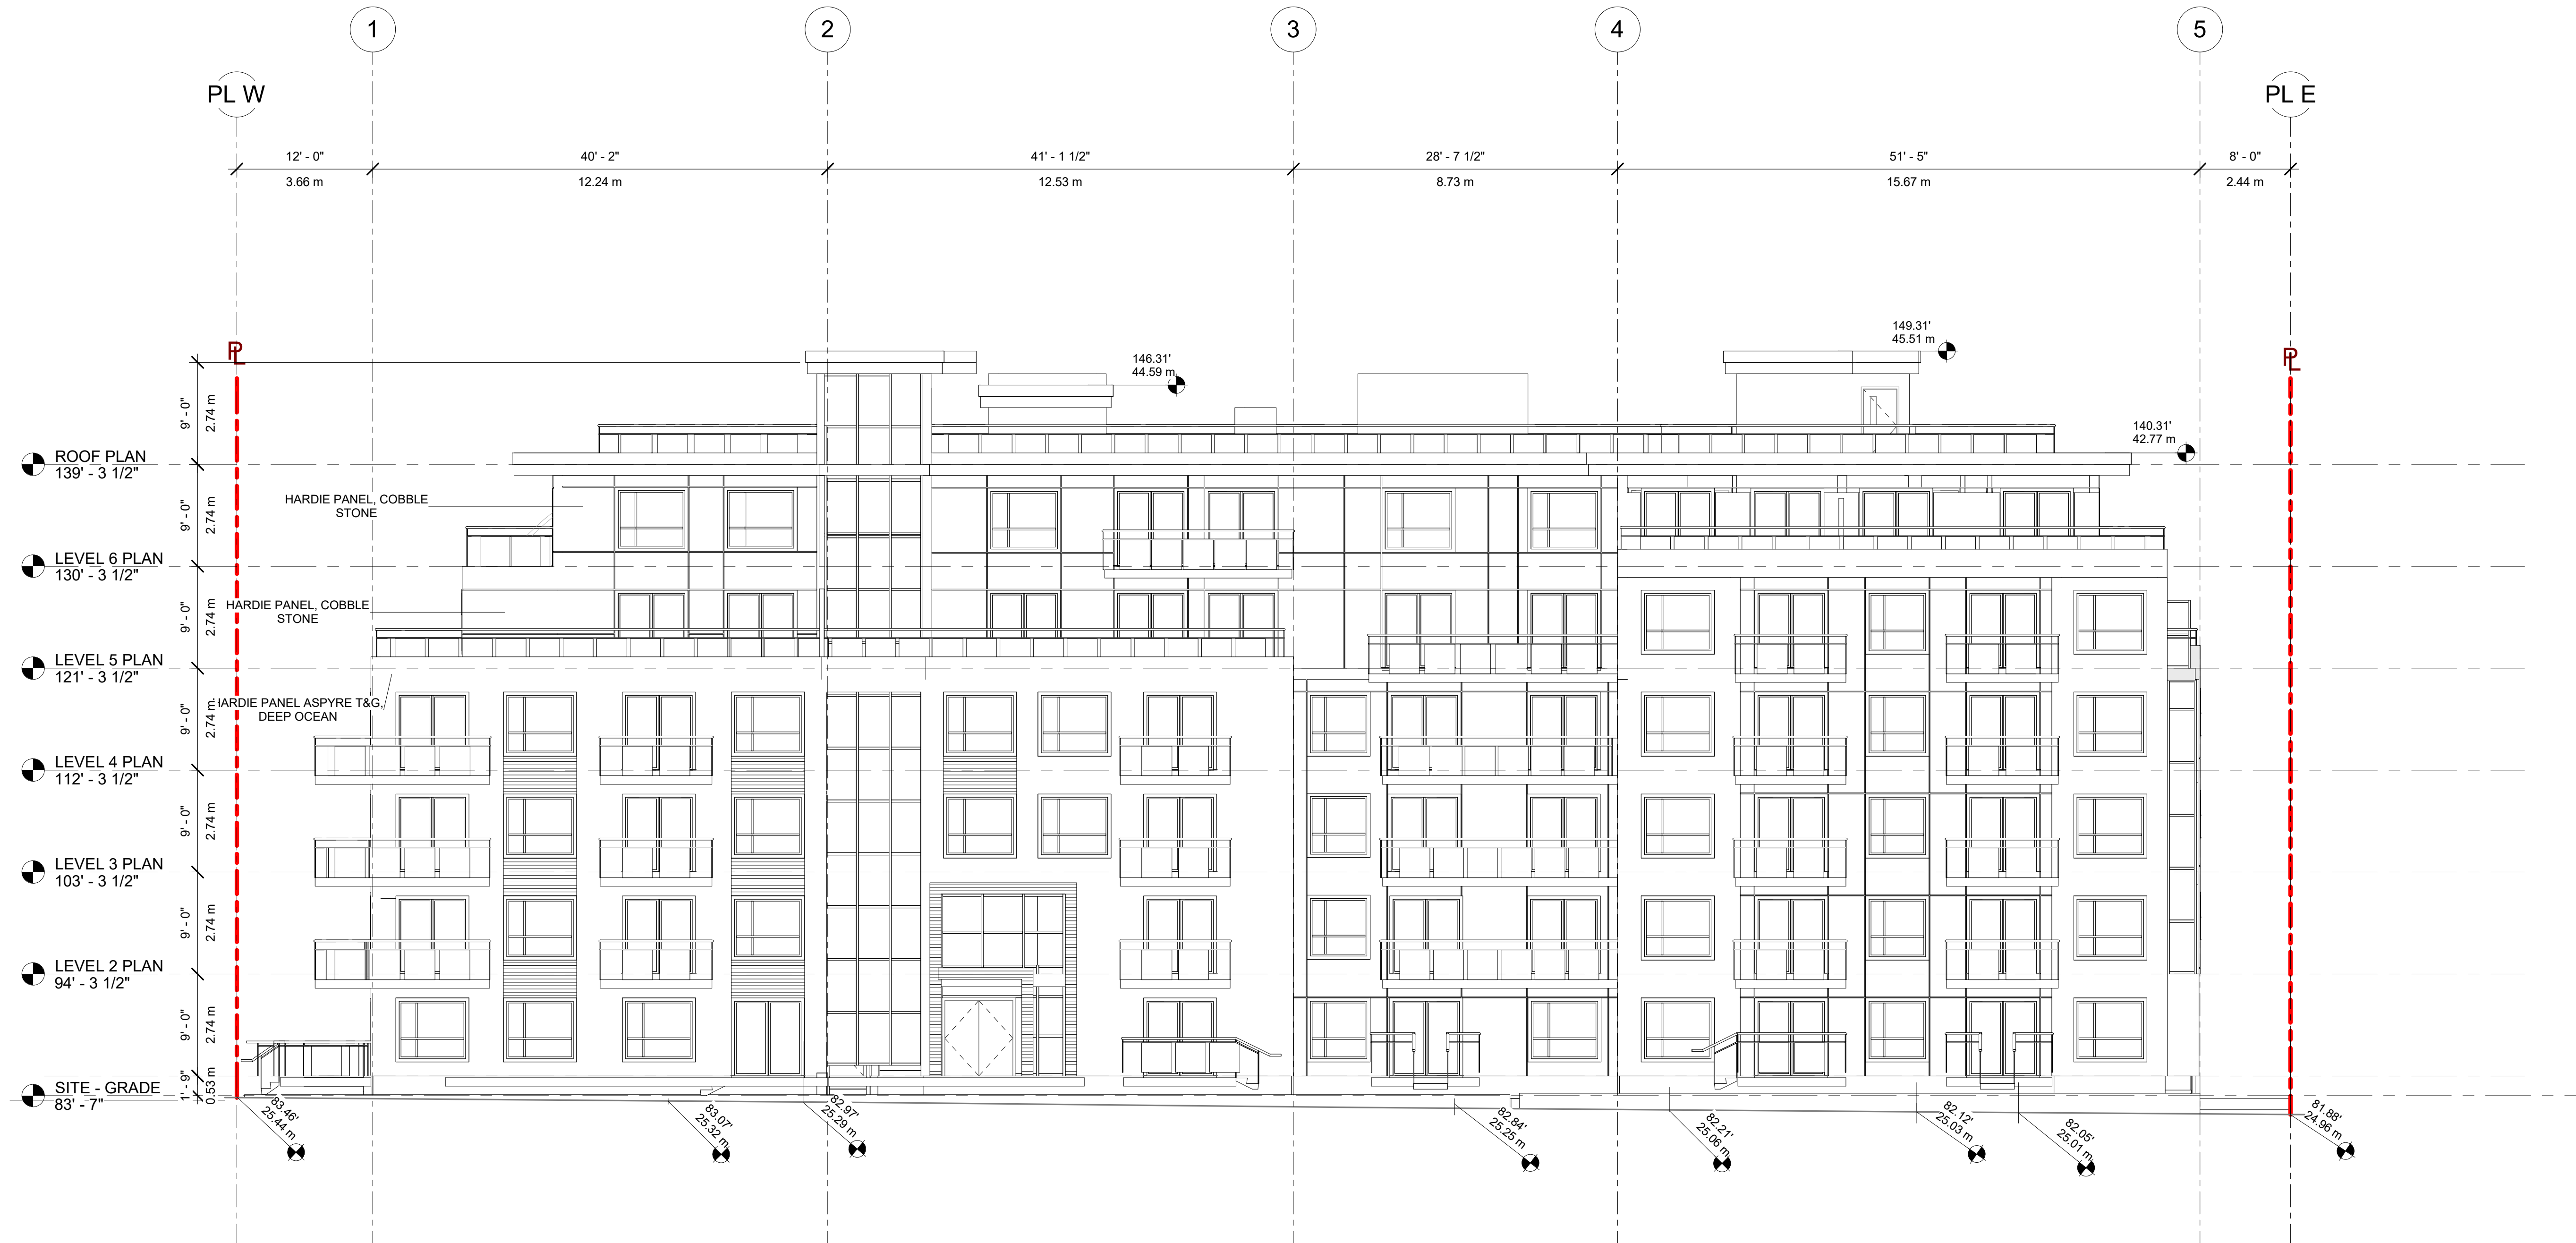 1
2
3
4
5
PL W
PL E
12' - 0"
40' - 2"
41' - 1 1/2"
28' - 7 1/2"
51' - 5"
8' - 0"
3.66 m
12.24 m
12.53 m
8.73 m
15.67 m
2.44 m
PL
PL
149.31'
45.51 m
146.31'
44.59 m
140.31'
42.77 m
9' - 0"
2.74 m
ROOF PLAN
139' - 3 1/2"
9' - 0"
2.74 m
HARDIE PANEL, COBBLE
STONE
LEVEL 6 PLAN
130' - 3 1/2"
9' - 0"
2.74 m
HARDIE PANEL, COBBLE
STONE
LEVEL 5 PLAN
121' - 3 1/2"
9' - 0"
2.74 m
HARDIE PANEL ASPYRE T&G,
DEEP OCEAN
LEVEL 4 PLAN
112' - 3 1/2"
9' - 0"
2.74 m
LEVEL 3 PLAN
103' - 3 1/2"
9' - 0"
2.74 m
LEVEL 2 PLAN
94' - 3 1/2"
9' - 0"
2.74 m
1' - 9"
0.53 m
SITE - GRADE
83' - 7"
83.46'
25.44 m
83.07'
25.32 m
82.97'
25.29 m
82.84'
25.25 m
82.21'
25.06 m
82.12'
25.03 m
82.05'
25.01 m
81.88'
24.96 m